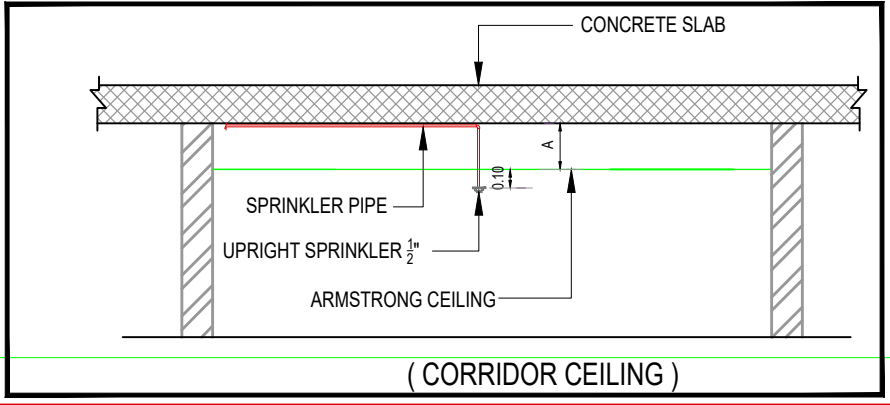 CONCRETE SLAB
A
0.10
SPRINKLER PIPE
UPRIGHT SPRINKLER 1/2"
ARMSTRONG CEILING
( CORRIDOR CEILING )